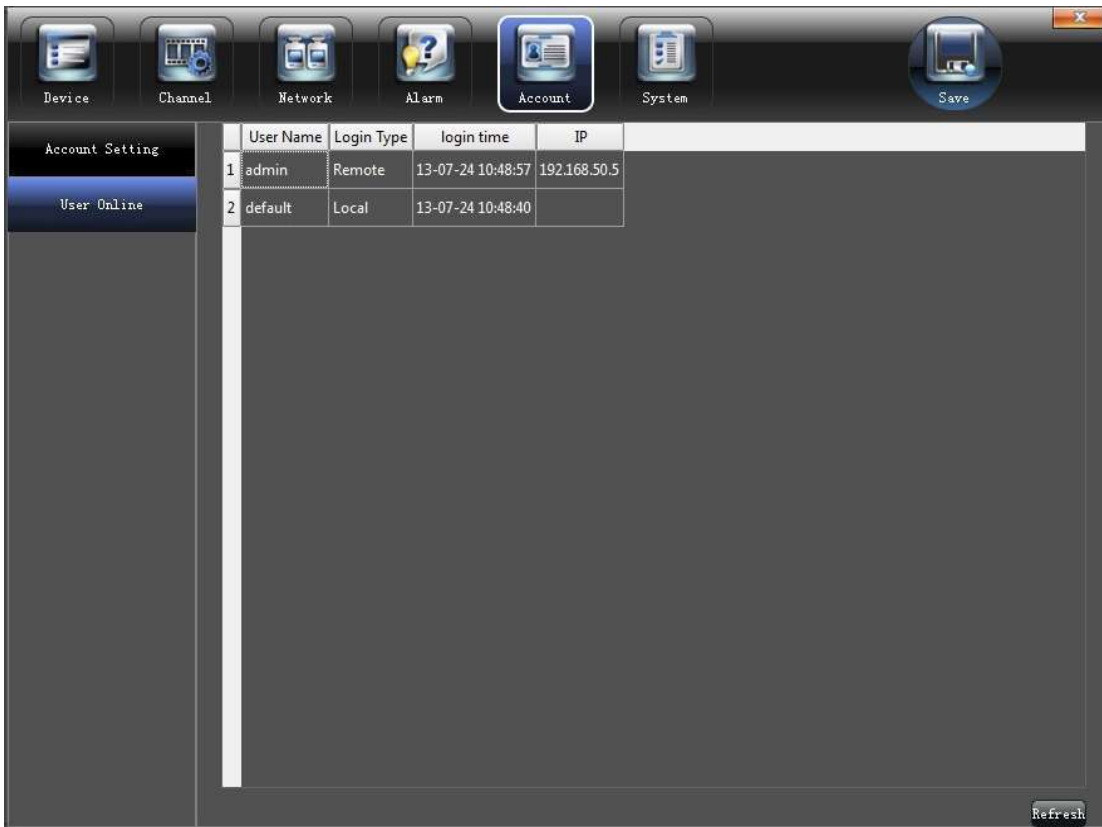 Device Channel Network Alarm Account System Save
Account Setting
User Online
User Name Login Type login time IP
1 admin Remote 13-07-24 10:48:57 192.168.50.5
2 default Local 13-07-24 10:48:40
Refresh